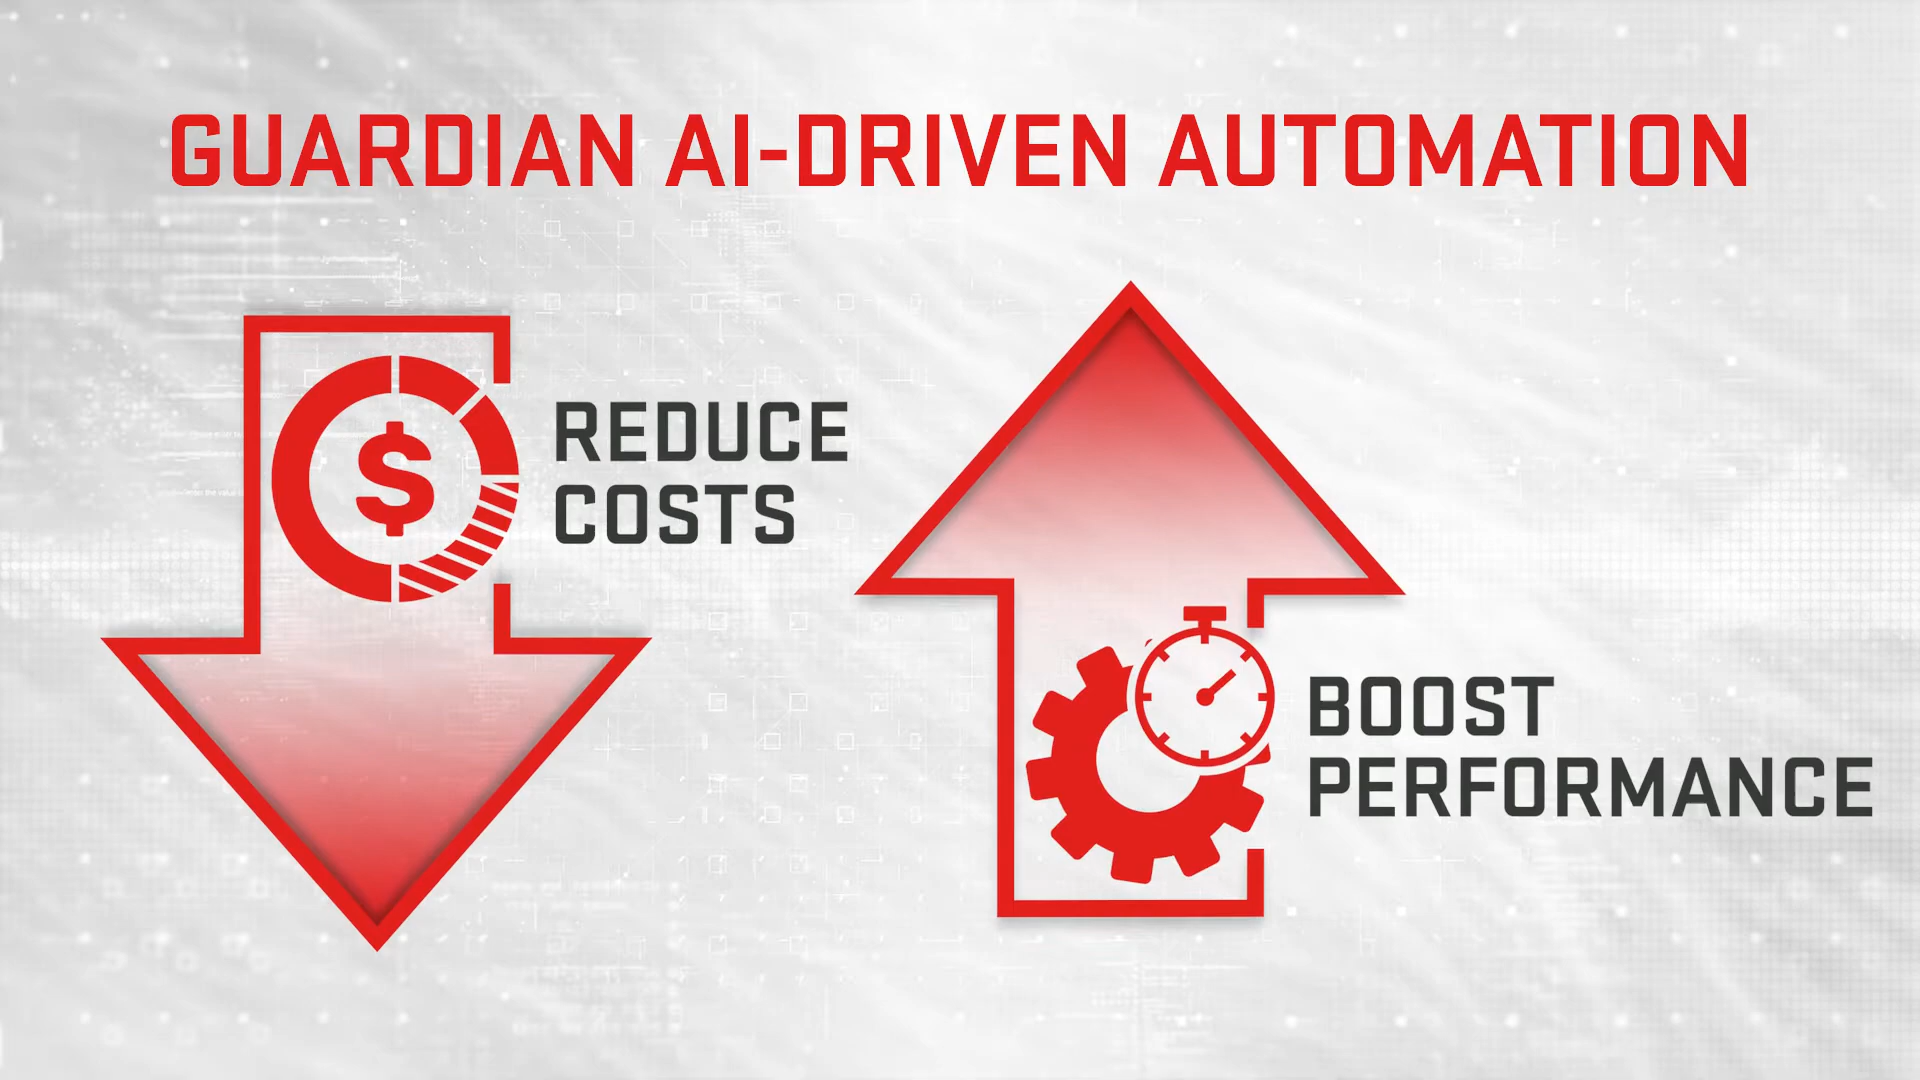 GUARDIAN AI-DRIVEN AUTOMATION
$
REDUCE
COSTS
BOOST
PERFORMANCE